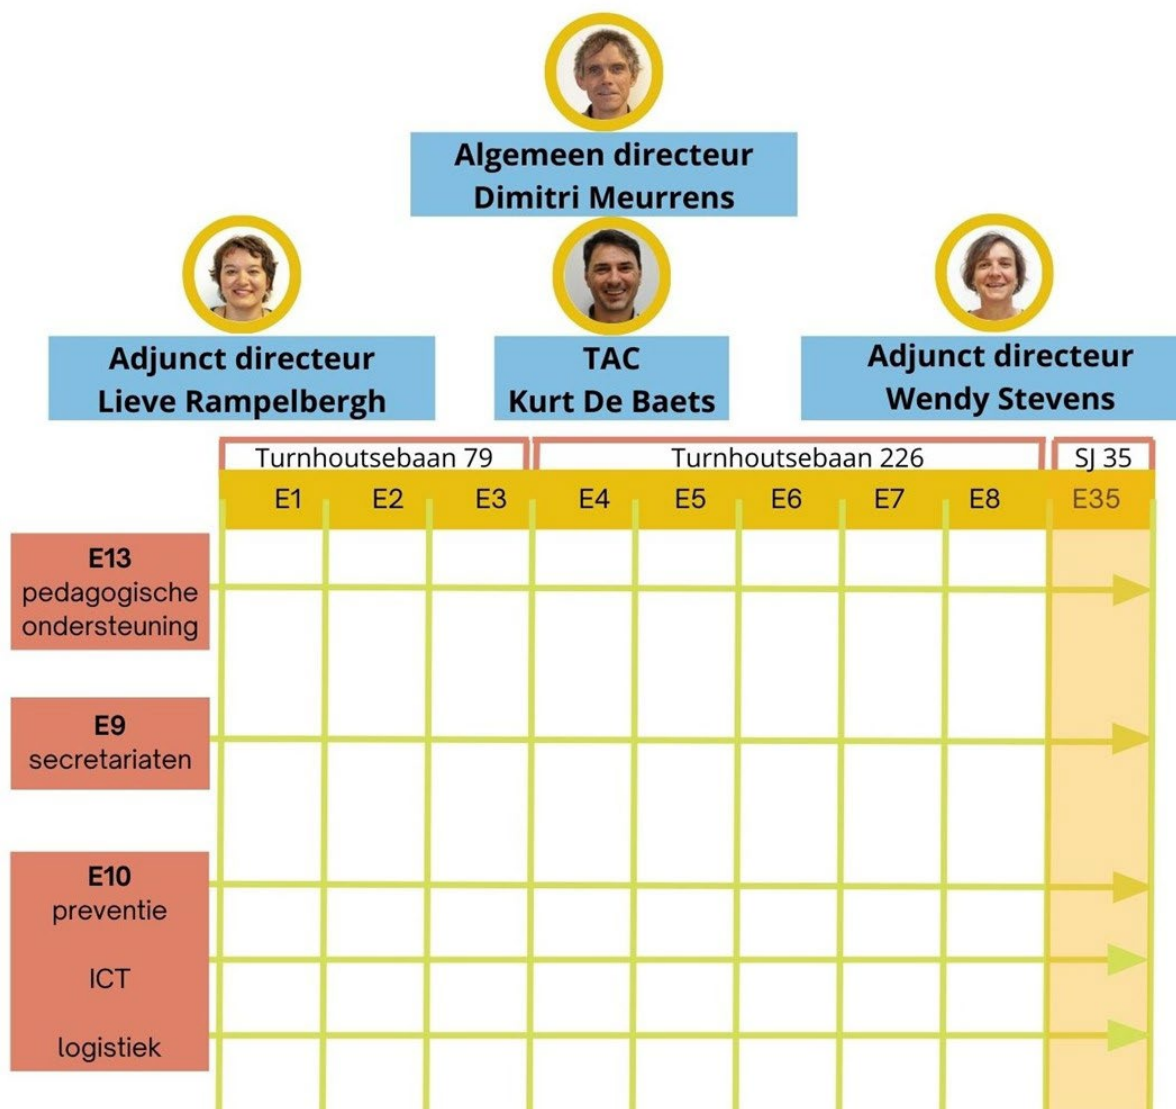 Algemeen directeur
Dimitri Meurrens
Adjunct directeur
Lieve Rampelbergh
TAC
Kurt De Baets
Adjunct directeur
Wendy Stevens
Turnhoutsebaan 79
Turnhoutsebaan 226
SJ 35
E1 E2 E3 E4 E5 E6 E7 E8 E35
E13
pedagogische
ondersteuning
E9
secretariaten
E10
preventie
ICT
logistiek